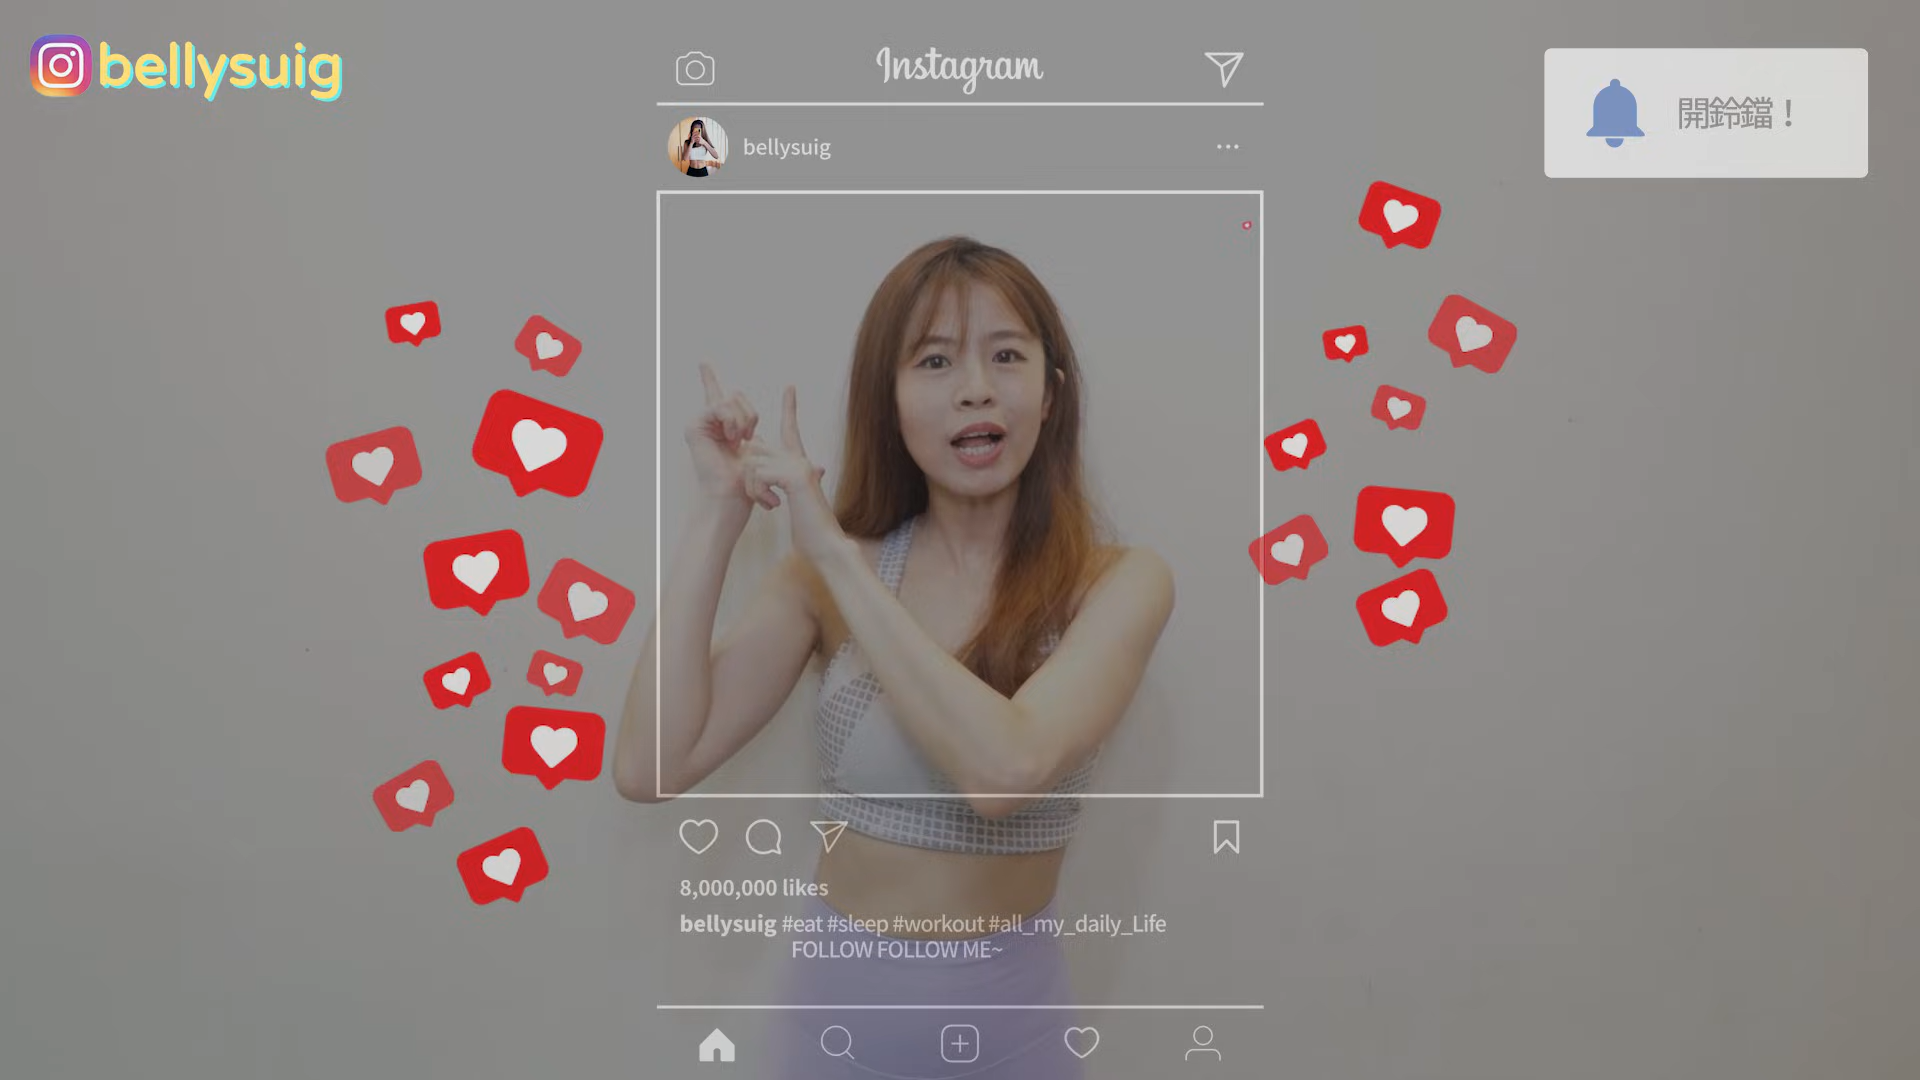 bellysuig
Instagram
開鈴鐺！
bellysuig
8,000,000 likes
bellysuig #eat #sleep #workout #all_my_daily_Life
FOLLOW FOLLOW ME~